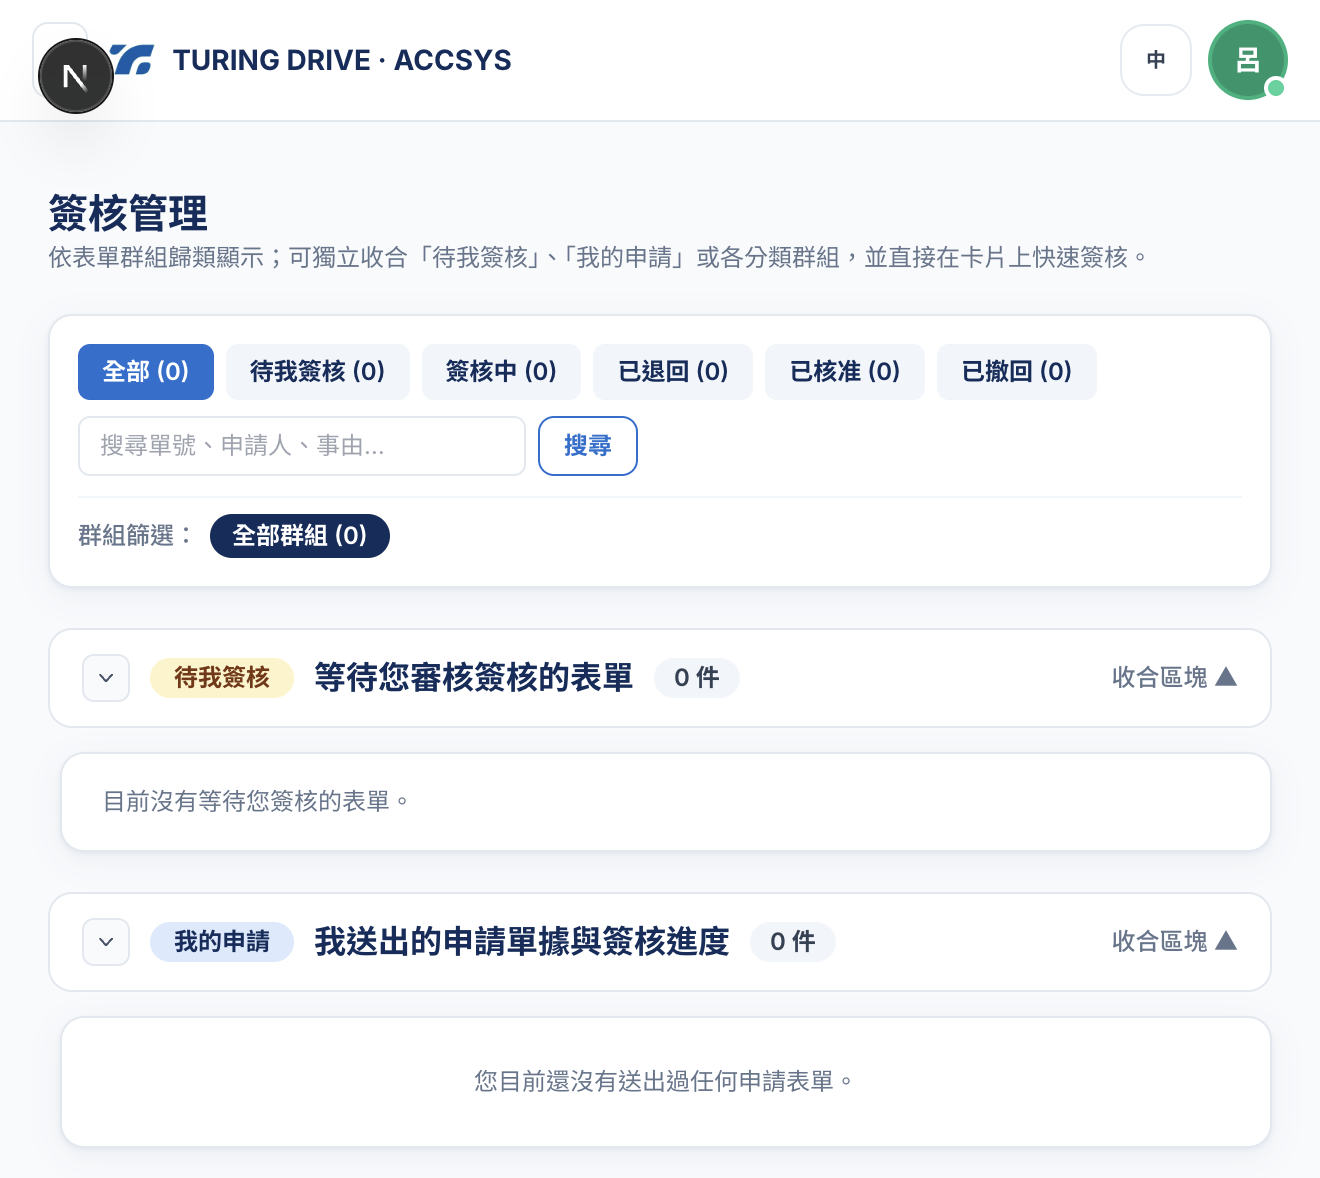 N
TURING DRIVE · ACCSYS
中
呂
簽核管理
依表單群組歸類顯示；可獨立收合「待我簽核」、「我的申請」或各分類群組，並直接在卡片上快速簽核。
全部 (0) 待我簽核 (0) 簽核中 (0) 已退回 (0) 已核准 (0) 已撤回 (0)
搜尋單號、申請人、事由... 搜尋
群組篩選： 全部群組 (0)
待我簽核 等待您審核簽核的表單 0 件 收合區塊 ▲
目前沒有等待您簽核的表單。
我的申請 我送出的申請單據與簽核進度 0 件 收合區塊 ▲
您目前還沒有送出過任何申請表單。